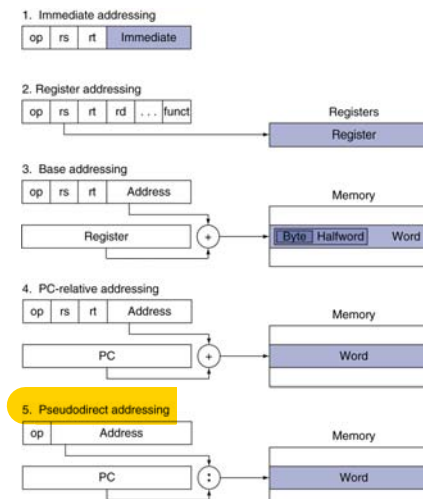 1. Immediate addressing
op rs rt Immediate
2. Register addressing
op rs rt rd . . . funct
Registers
Register
3. Base addressing
op rs rt Address
Memory
Register + Byte Halfword Word
4. PC-relative addressing
op rs rt Address
Memory
PC + Word
5. Pseudodirect addressing
op Address
Memory
PC : Word